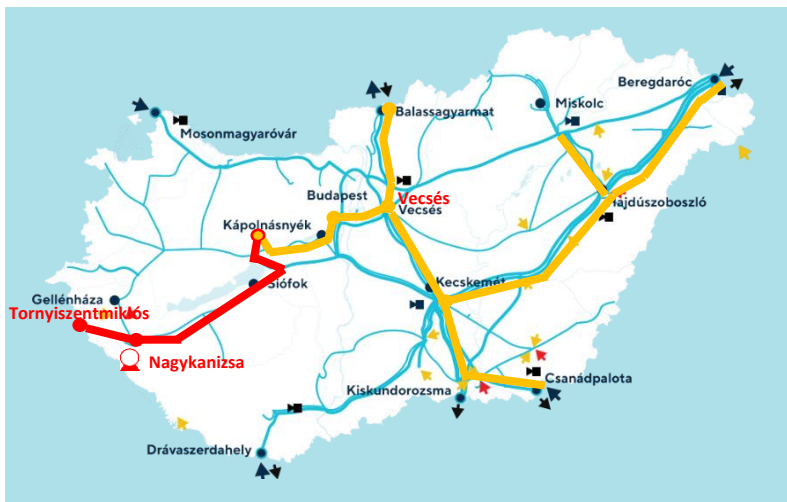 Beregdaróc
Miskolc
Balassagyarmat
Mosonmagyaróvár
Budapest
Vecsés
Vecsés
Hajdúszoboszló
Kápolnásnyék
Kecskemét
Siófok
Gellénháza
Tornyiszentmiklós
Nagykanizsa
Kiskundorozsma
Csanádpalota
Drávaszerdahely